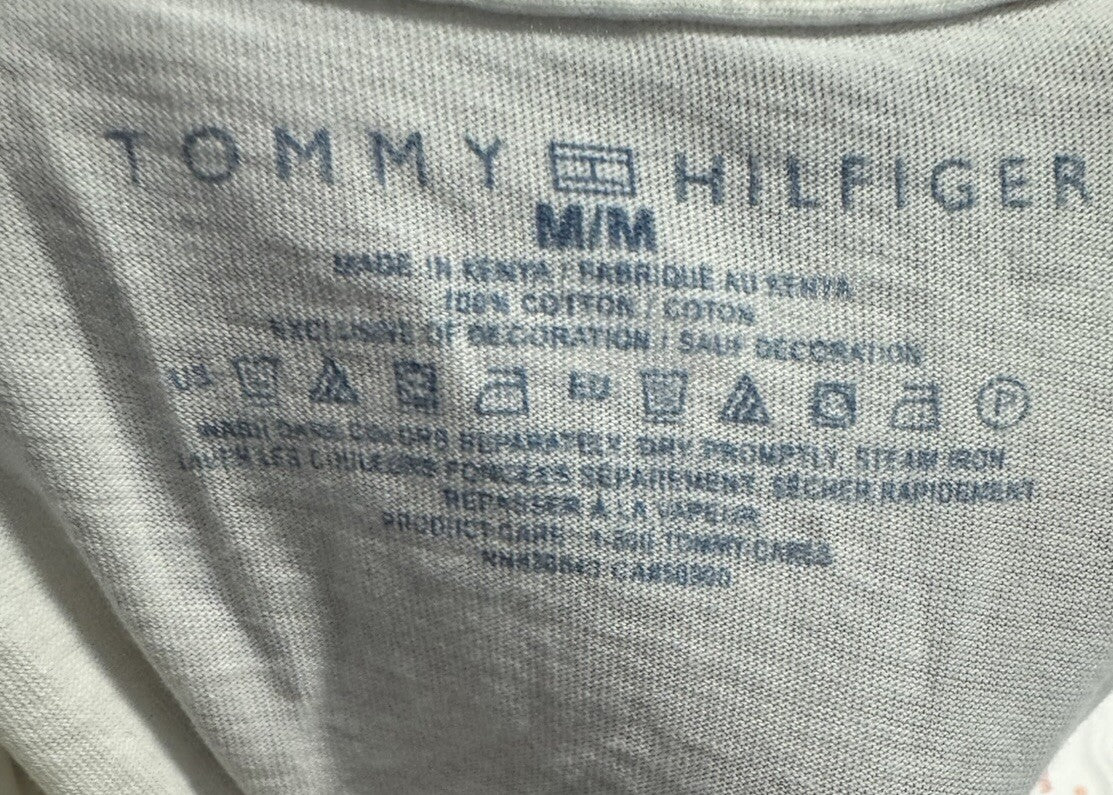 TOMMY HILFIGER
M/M
MADE IN KENYA / FABRIQUE AU KENYA
100% COTTON / COTON
EXCLUSIVE OF DECORATION / SAUF DECORATION
US EU P
WASH DARK COLORS SEPARATELY. DRY PROMPTLY. STEAM IRON
LAVER LES COULEURS FONCEES SEPAREMENT. SECHER RAPIDEMENT
REPASSER À LA VAPEUR
PRODUCT CARE: 1-800 TOMMY CARES